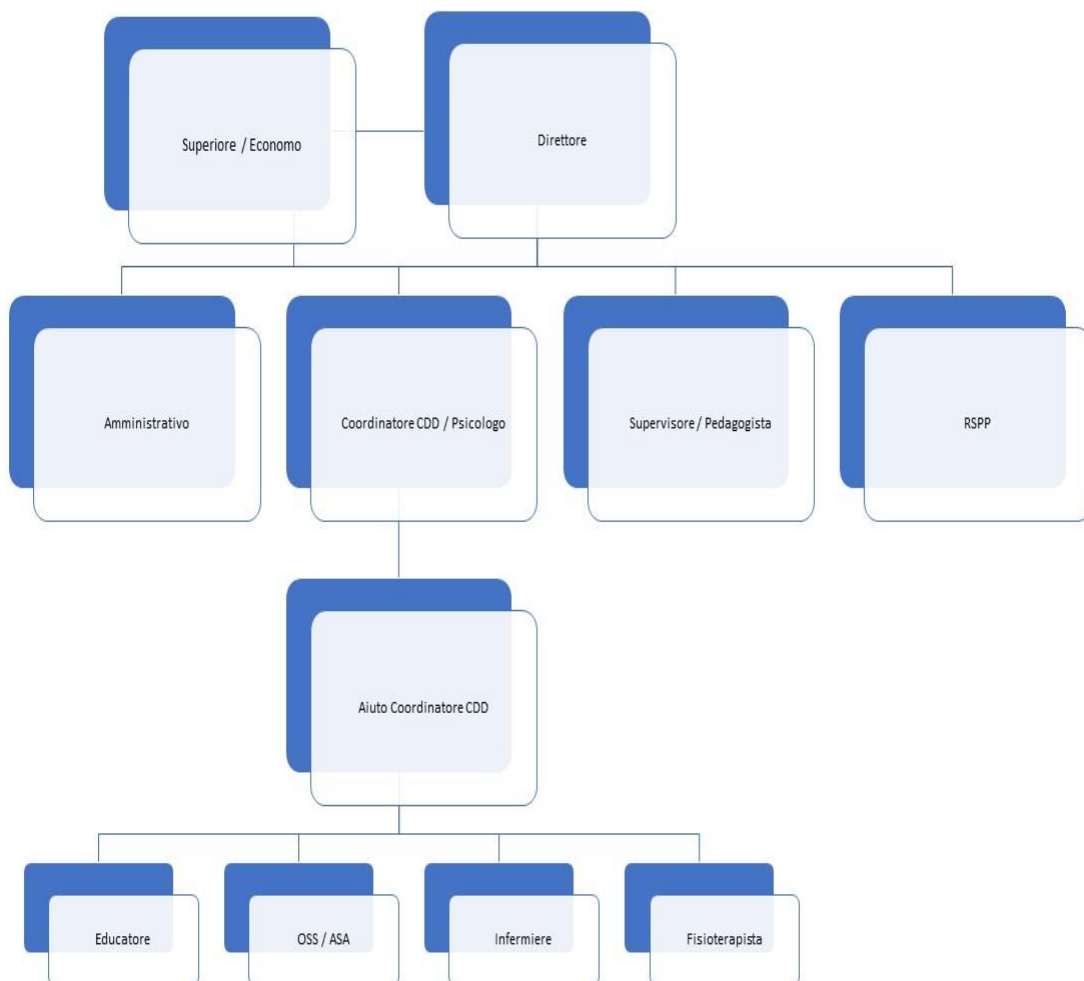 Superiore / Economo
Direttore
Amministrativo
Coordinatore CDD / Psicologo
Supervisore / Pedagogista
RSPP
Aiuto Coordinatore CDD
Educatore
OSS / ASA
Infermiere
Fisioterapista